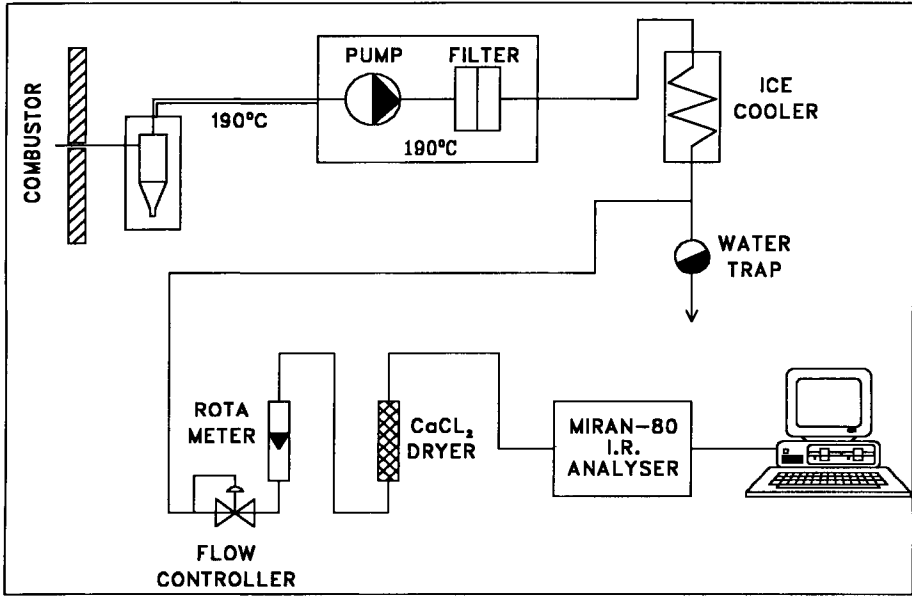 COMBUSTOR
190°C
PUMP
FILTER
190°C
ICE
COOLER
WATER
TRAP
ROTA
METER
FLOW
CONTROLLER
CaCL₂
DRYER
MIRAN-80
I.R.
ANALYSER